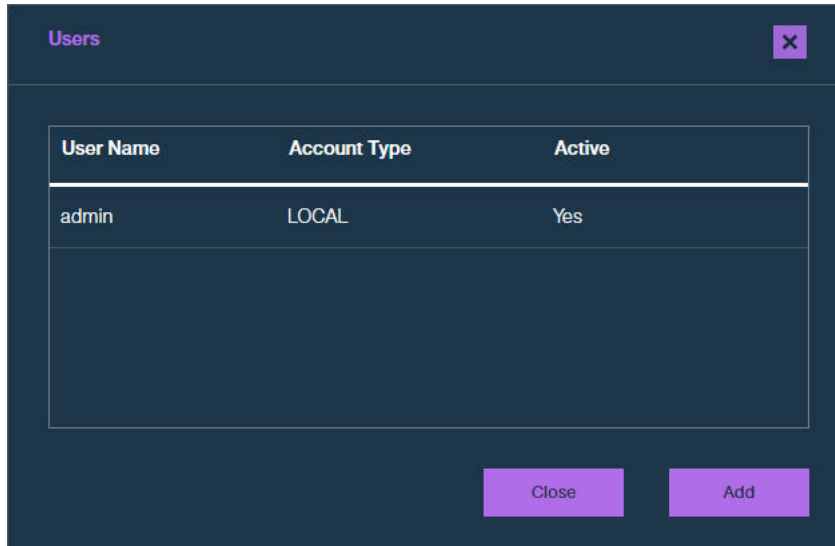 Users
User Name Account Type Active
admin LOCAL Yes
Close Add